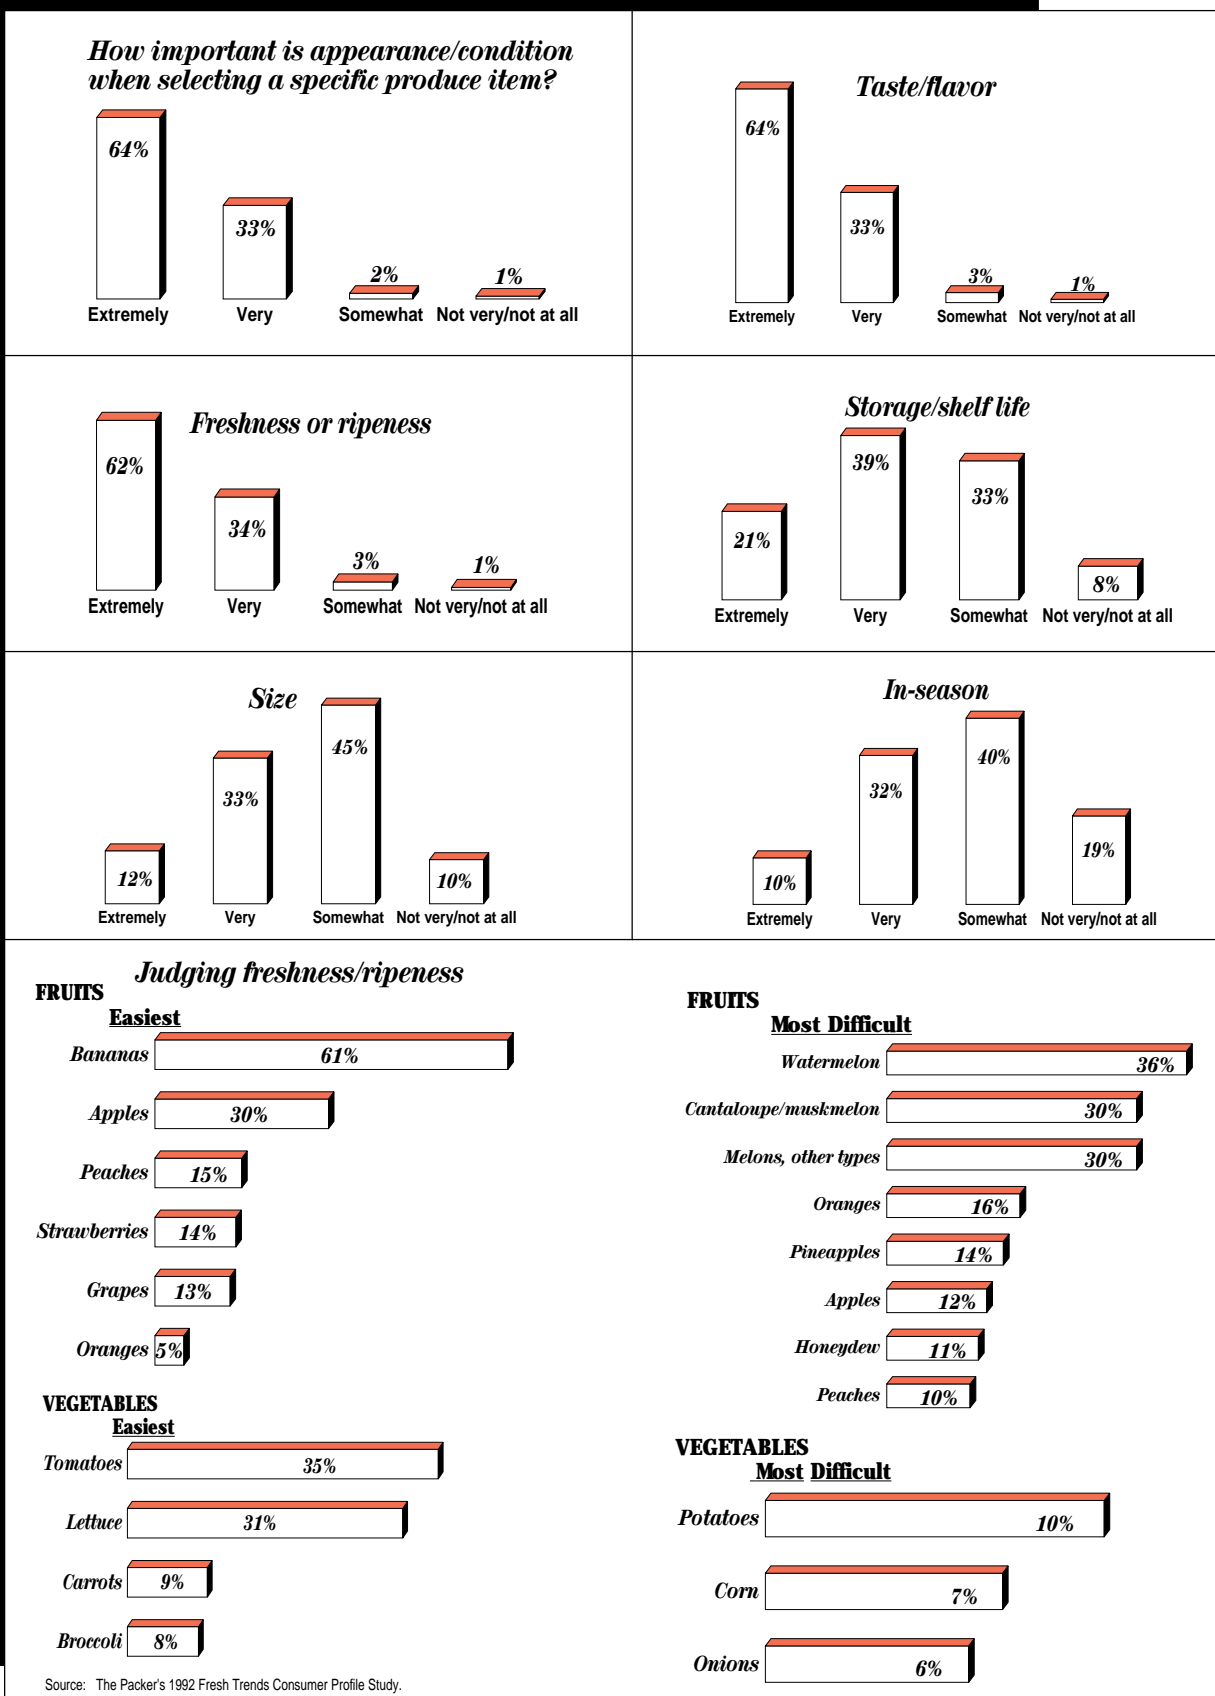 How important is appearance/condition
when selecting a specific produce item?
64%
33%
2%
1%
Extremely
Very
Somewhat
Not very/not at all
Taste/flavor
64%
33%
3%
1%
Extremely
Very
Somewhat
Not very/not at all
Freshness or ripeness
62%
34%
3%
1%
Extremely
Very
Somewhat
Not very/not at all
Storage/shelf life
21%
39%
33%
8%
Extremely
Very
Somewhat
Not very/not at all
Size
12%
33%
45%
10%
Extremely
Very
Somewhat
Not very/not at all
In-season
10%
32%
40%
19%
Extremely
Very
Somewhat
Not very/not at all
Judging freshness/ripeness
FRUITS
Easiest
Bananas 61%
Apples 30%
Peaches 15%
Strawberries 14%
Grapes 13%
Oranges 5%
VEGETABLES
Easiest
Tomatoes 35%
Lettuce 31%
Carrots 9%
Broccoli 8%
FRUITS
Most Difficult
Watermelon 36%
Cantaloupe/muskmelon 30%
Melons, other types 30%
Oranges 16%
Pineapples 14%
Apples 12%
Honeydew 11%
Peaches 10%
VEGETABLES
Most Difficult
Potatoes 10%
Corn 7%
Onions 6%
Source: The Packer's 1992 Fresh Trends Consumer Profile Study.